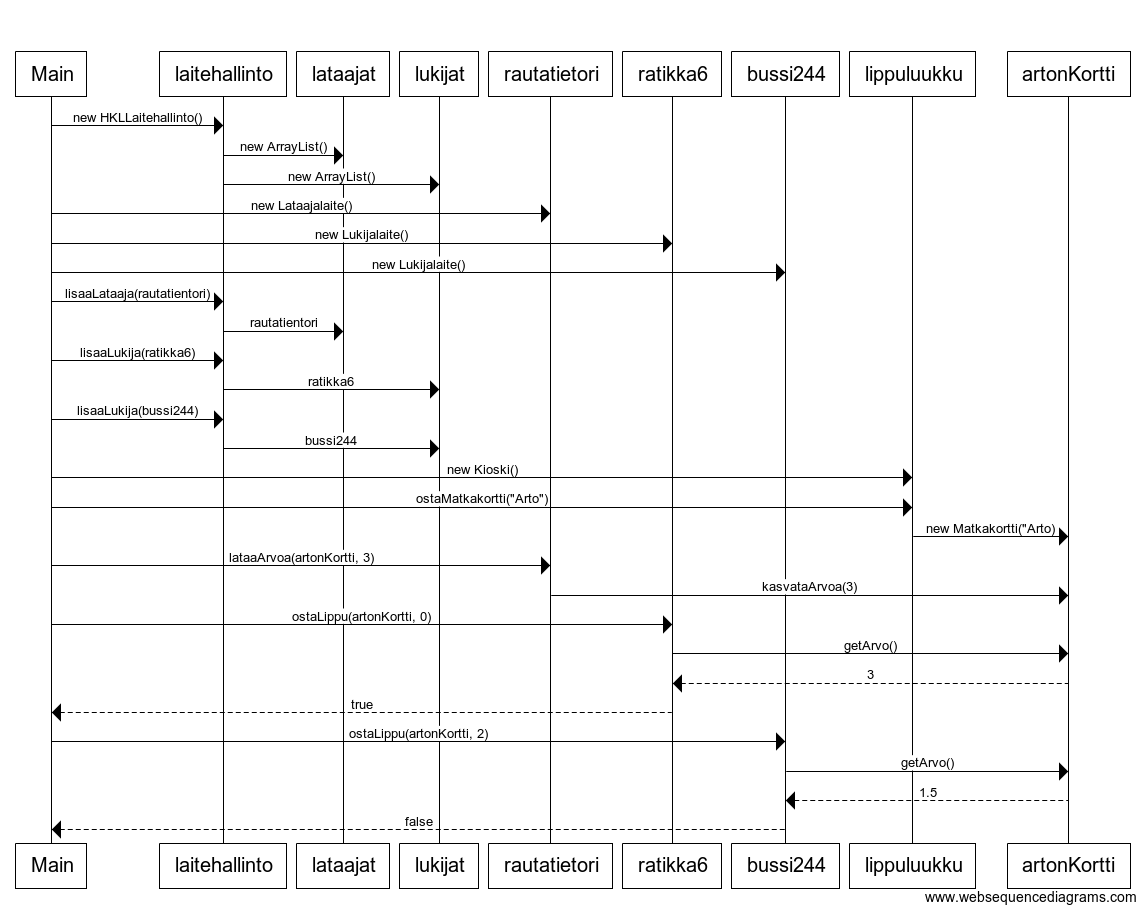 Main laitehallinto lataajat lukijat rautatietori ratikka6 bussi244 lippuluukku artonKortti
new HKLLaitehallinto()
new ArrayList()
new ArrayList()
new Lataajalaite()
new Lukijalaite()
new Lukijalaite()
lisaaLataaja(rautatientori)
rautatientori
lisaaLukija(ratikka6)
ratikka6
lisaaLukija(bussi244)
bussi244
new Kioski()
ostaMatkakortti("Arto")
new Matkakortti("Arto)
lataaArvoa(artonKortti, 3)
kasvataArvoa(3)
ostaLippu(artonKortti, 0)
getArvo()
3
true
ostaLippu(artonKortti, 2)
getArvo()
1.5
false
Main laitehallinto lataajat lukijat rautatietori ratikka6 bussi244 lippuluukku artonKortti
www.websequencediagrams.com